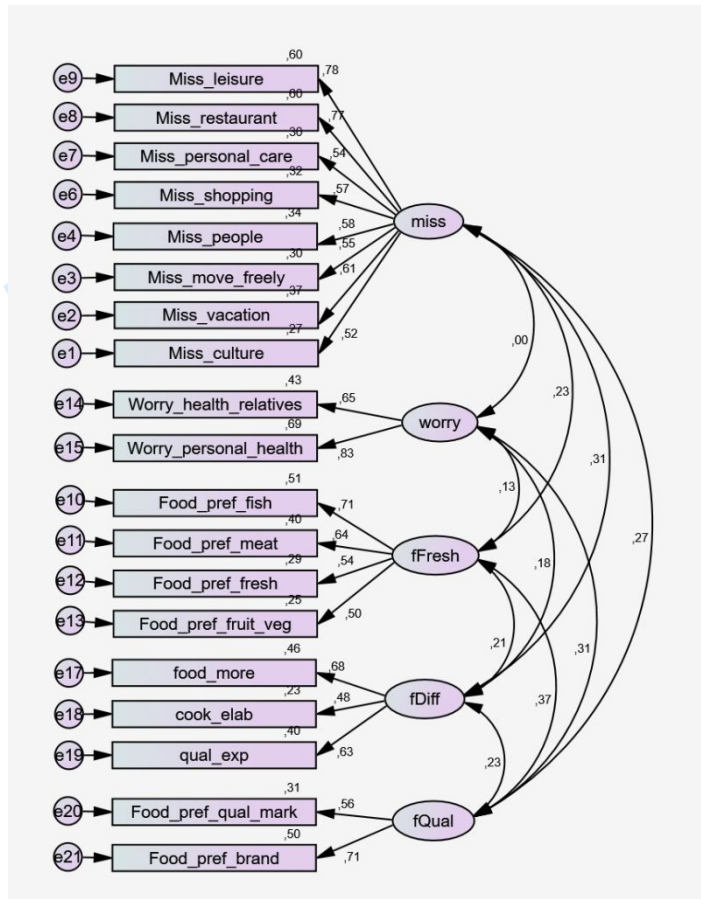 ,60
e9 Miss_leisure ,78
,60
e8 Miss_restaurant ,77
,30
e7 Miss_personal_care ,54
,32
e6 Miss_shopping ,57
,34
e4 Miss_people ,58
,55
,30
e3 Miss_move_freely ,61
,37
e2 Miss_vacation
,27
e1 Miss_culture ,52
miss
,00
,23
,31
,27
,43
e14 Worry_health_relatives ,65
worry
,69
e15 Worry_personal_health ,83
,13
,18
,31
,51
e10 Food_pref_fish ,71
,40
e11 Food_pref_meat ,64
fFresh
,29
e12 Food_pref_fresh ,54
,25
e13 Food_pref_fruit_veg ,50
,21
,37
,46
e17 food_more ,68
,23
e18 cook_elab ,48
fDiff
,40
e19 qual_exp ,63
,23
,31
e20 Food_pref_qual_mark ,56
fQual
,50
e21 Food_pref_brand ,71